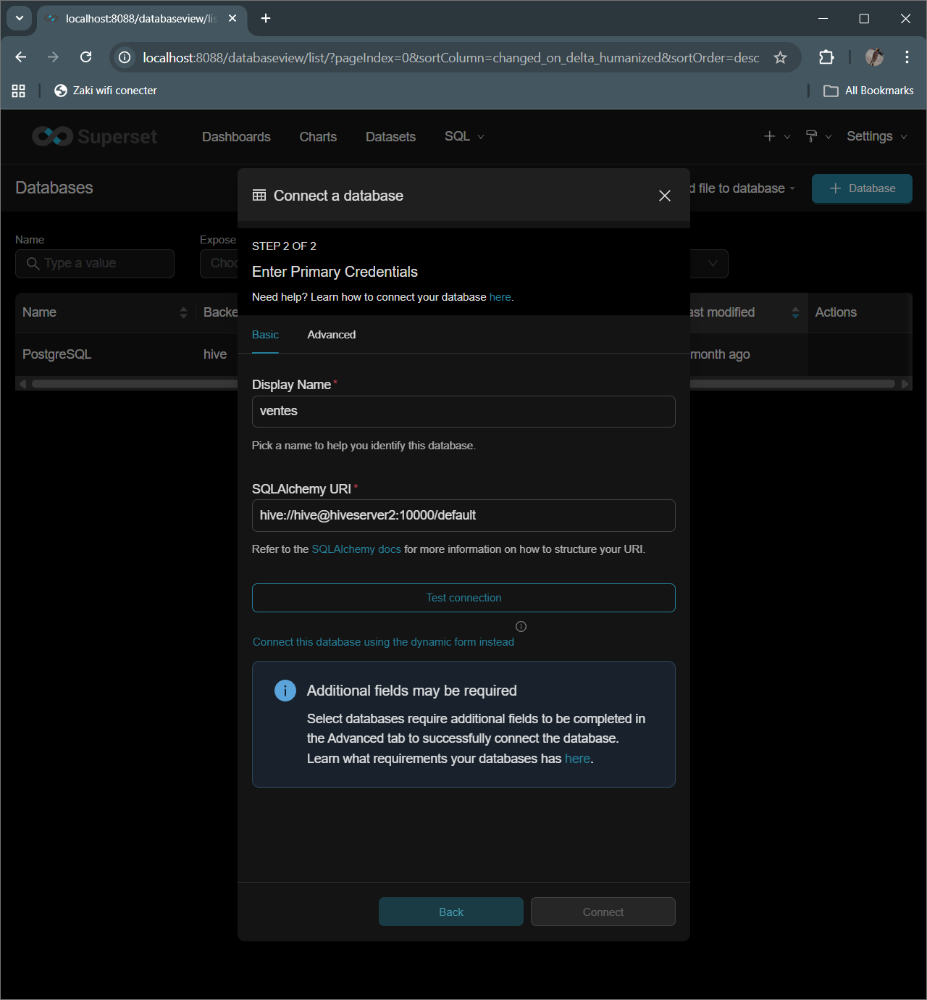 localhost:8088/databaseview/lis
localhost:8088/databaseview/list/?pageIndex=0&sortColumn=changed_on_delta_humanized&sortOrder=desc
Zaki wifi conecter
All Bookmarks
Superset
Dashboards
Charts
Datasets
SQL
Settings
Databases
d file to database
Database
Name
Expose
Type a value
Choo
Name
Backe
ast modified
Actions
PostgreSQL
hive
month ago
Connect a database
STEP 2 OF 2
Enter Primary Credentials
Need help? Learn how to connect your database here.
Basic
Advanced
Display Name*
ventes
Pick a name to help you identify this database.
SQLAlchemy URI*
hive://hive@hiveserver2:10000/default
Refer to the SQLAlchemy docs for more information on how to structure your URI.
Test connection
Connect this database using the dynamic form instead
Additional fields may be required
Select databases require additional fields to be completed in
the Advanced tab to successfully connect the database.
Learn what requirements your databases has here.
Back
Connect